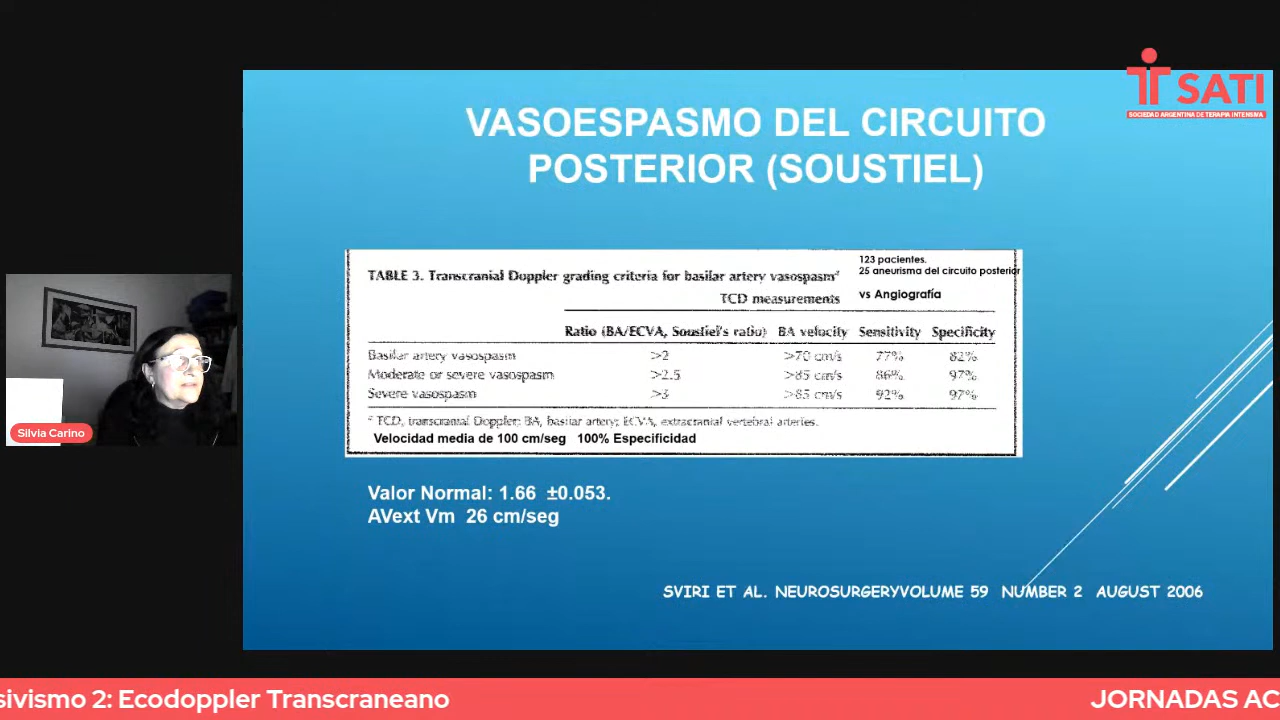 SATI
SOCIEDAD ARGENTINA DE TERAPIA INTENSIVA
VASOESPASMO DEL CIRCUITO
POSTERIOR (SOUSTIEL)
123 pacientes.
25 aneurisma del circuito posterior
TABLE 3. Transcranial Doppler grading criteria for basilar artery vasospasmᵃ
vs Angiografía
TCD measurements
Ratio (BA/ECVA, Soustiel's ratio) BA velocity Sensitivity Specificity
Basilar artery vasospasm >2 >70 cm/s 77% 82%
Moderate or severe vasospasm >2.5 >85 cm/s 86% 97%
Severe vasospasm >3 >85 cm/s 92% 97%
ᵃ TCD, transcranial Doppler; BA, basilar artery; ECVA, extracranial vertebral arteries.
Velocidad media de 100 cm/seg 100% Especificidad
Silvia Carino
Valor Normal: 1.66 ±0.053.
AVext Vm 26 cm/seg
SVIRI ET AL. NEUROSURGERYVOLUME 59 NUMBER 2 AUGUST 2006
sivismo 2: Ecodoppler Transcraneano
JORNADAS AC